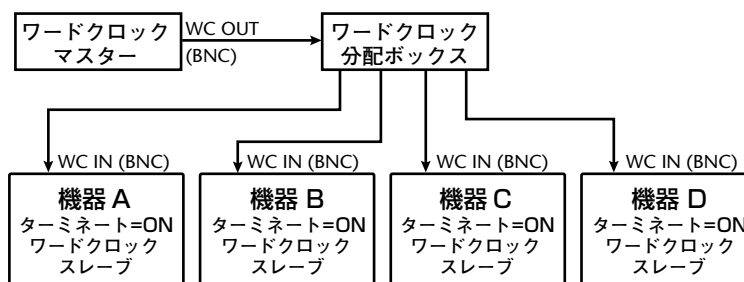 ワードクロック
マスター
WC OUT
(BNC)
ワードクロック
分配ボックス
WC IN (BNC)
WC IN (BNC)
WC IN (BNC)
WC IN (BNC)
機器 A
ターミネート=ON
ワードクロック
スレーブ
機器 B
ターミネート=ON
ワードクロック
スレーブ
機器 C
ターミネート=ON
ワードクロック
スレーブ
機器 D
ターミネート=ON
ワードクロック
スレーブ